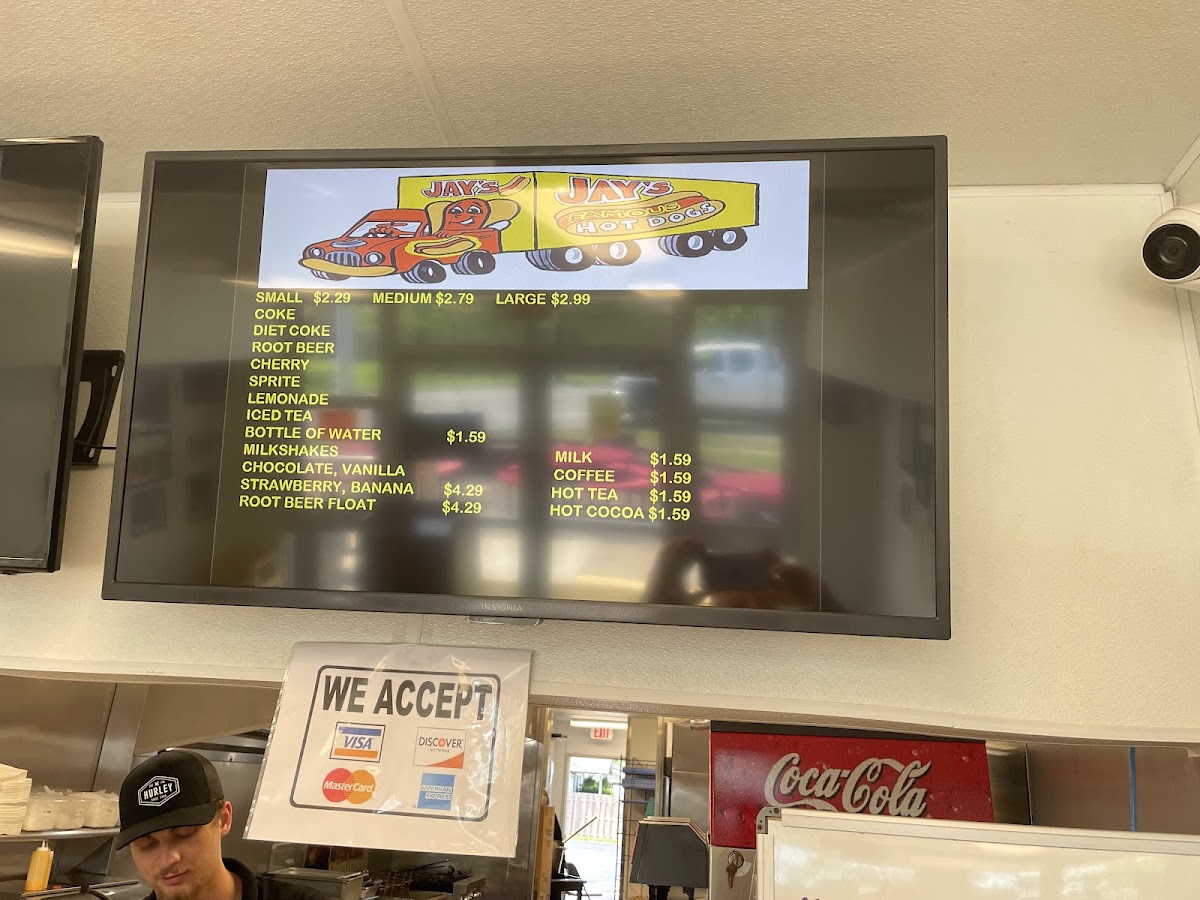 JAY'S
JAY'S
FAMOUS
HOT DOGS
SMALL $2.29 MEDIUM $2.79 LARGE $2.99
COKE
DIET COKE
ROOT BEER
CHERRY
SPRITE
LEMONADE
ICED TEA
BOTTLE OF WATER $1.59
MILKSHAKES
CHOCOLATE, VANILLA
STRAWBERRY, BANANA $4.29
ROOT BEER FLOAT $4.29
MILK $1.59
COFFEE $1.59
HOT TEA $1.59
HOT COCOA $1.59
INSIGNIA
WE ACCEPT
VISA
DISCOVER
NETWORK
MasterCard
AMERICAN
EXPRESS
HURLEY
EXIT
Coca-Cola